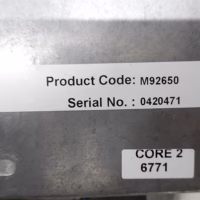 Product Code: M92650
Serial No. : 0420471
CORE 2
6771